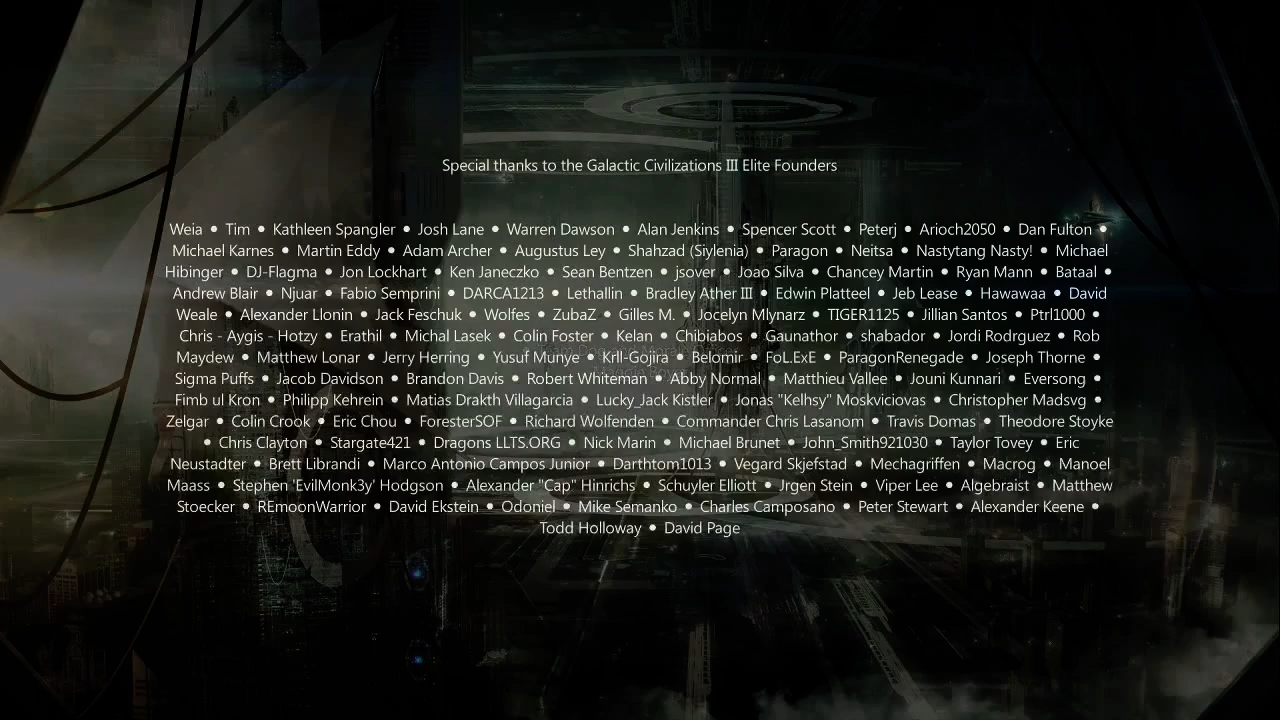 Special thanks to the Galactic Civilizations III Elite Founders
Weia • Tim • Kathleen Spangler • Josh Lane • Warren Dawson • Alan Jenkins • Spencer Scott • Peterj • Arioch2050 • Dan Fulton •
Michael Karnes • Martin Eddy • Adam Archer • Augustus Ley • Shahzad (Siylenia) • Paragon • Neitsa • Nastytang Nasty! • Michael
Hibinger • DJ-Flagma • Jon Lockhart • Ken Janeczko • Sean Bentzen • jsover • Joao Silva • Chancey Martin • Ryan Mann • Bataal •
Andrew Blair • Njuar • Fabio Semprini • DARCA1213 • Lethallin • Bradley Ather III • Edwin Platteel • Jeb Lease • Hawawaa • David
Weale • Alexander Llonin • Jack Feschuk • Wolfes • ZubaZ • Gilles M. • Jocelyn Mlynarz • TIGER1125 • Jillian Santos • Ptrl1000 •
Chris - Aygis - Hotzy • Erathil • Michal Lasek • Colin Foster • Kelan • Chibiabos • Gaunathor • shabador • Jordi Rodrguez • Rob
Maydew • Matthew Lonar • Jerry Herring • Yusuf Munye • Krll-Gojira • Belomir • FoL.ExE • ParagonRenegade • Joseph Thorne •
Sigma Puffs • Jacob Davidson • Brandon Davis • Robert Whiteman • Abby Normal • Matthieu Vallee • Jouni Kunnari • Eversong •
Fimb ul Kron • Philipp Kehrein • Matias Drakth Villagarcia • Lucky_Jack Kistler • Jonas "Kelhsy" Moskviciovas • Christopher Madsvg •
Zelgar • Colin Crook • Eric Chou • ForesterSOF • Richard Wolfenden • Commander Chris Lasanom • Travis Domas • Theodore Stoyke
• Chris Clayton • Stargate421 • Dragons LLTS.ORG • Nick Marin • Michael Brunet • John_Smith921030 • Taylor Tovey • Eric
Neustadter • Brett Librandi • Marco Antonio Campos Junior • Darthtom1013 • Vegard Skjefstad • Mechagriffen • Macrog • Manoel
Maass • Stephen 'EvilMonk3y' Hodgson • Alexander "Cap" Hinrichs • Schuyler Elliott • Jrgen Stein • Viper Lee • Algebraist • Matthew
Stoecker • REmoonWarrior • David Ekstein • Odoniel • Mike Semanko • Charles Camposano • Peter Stewart • Alexander Keene •
Todd Holloway • David Page